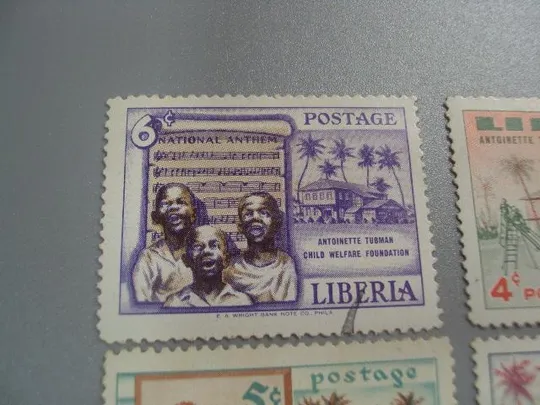 6¢
POSTAGE
NATIONAL ANTHEM
ANTOINETTE TUBMAN
CHILD WELFARE FOUNDATION
LIBERIA
E. A. WRIGHT BANK NOTE CO., PHILA.
ANTOINETTE
4¢
5¢
postage